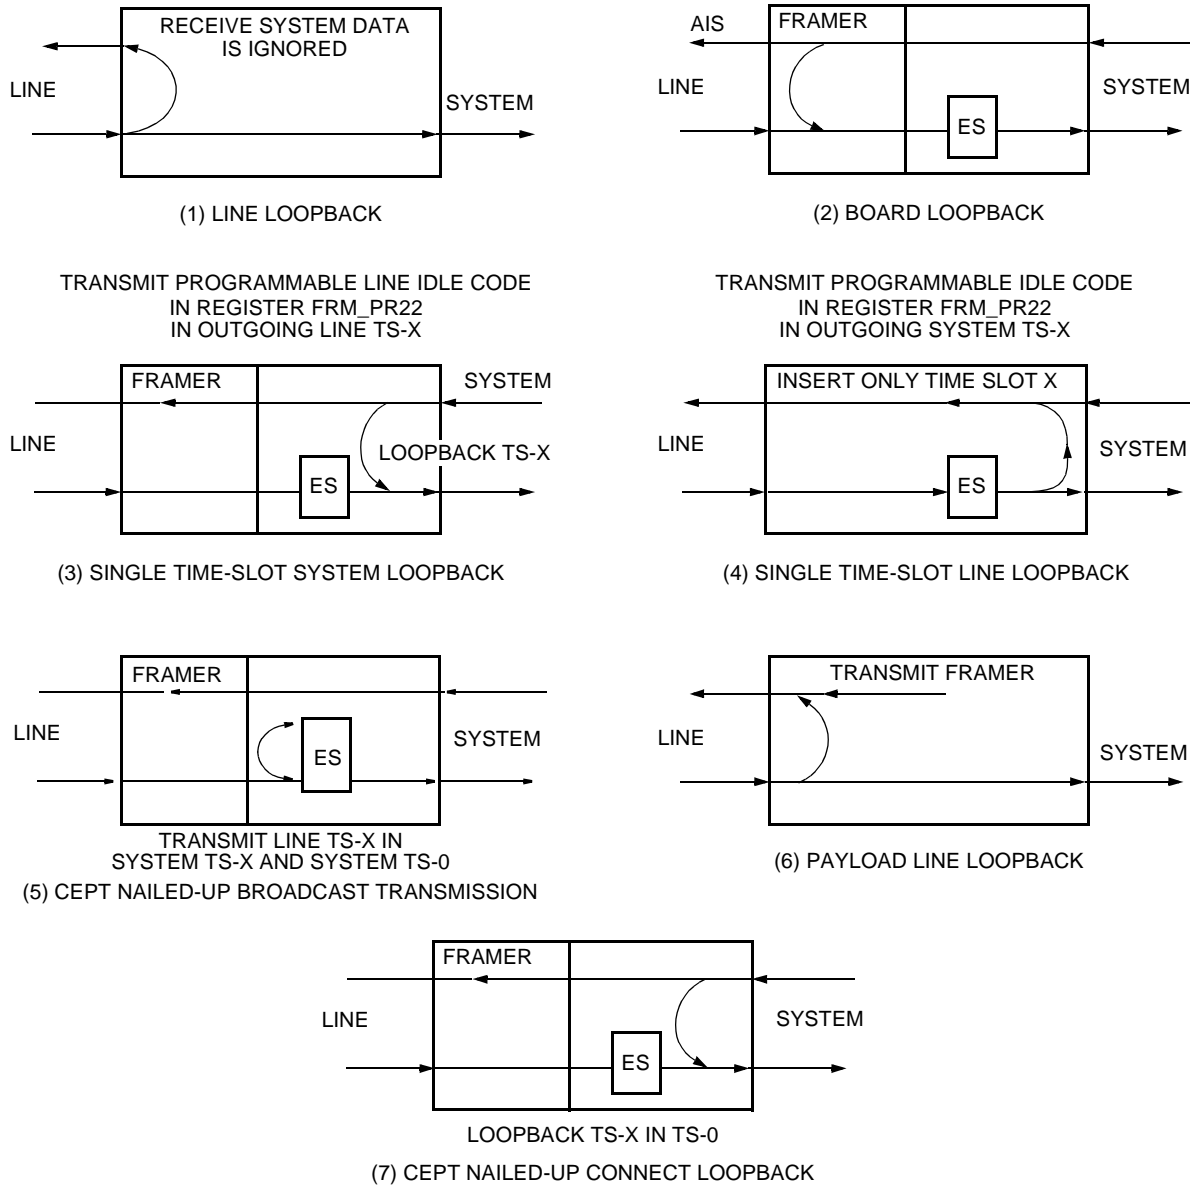 RECEIVE SYSTEM DATA
IS IGNORED
LINE
SYSTEM
(1) LINE LOOPBACK
AIS
FRAMER
LINE
SYSTEM
ES
(2) BOARD LOOPBACK
TRANSMIT PROGRAMMABLE LINE IDLE CODE
IN REGISTER FRM_PR22
IN OUTGOING LINE TS-X
FRAMER
SYSTEM
LINE
LOOPBACK TS-X
ES
(3) SINGLE TIME-SLOT SYSTEM LOOPBACK
TRANSMIT PROGRAMMABLE IDLE CODE
IN REGISTER FRM_PR22
IN OUTGOING SYSTEM TS-X
INSERT ONLY TIME SLOT X
LINE
SYSTEM
ES
(4) SINGLE TIME-SLOT LINE LOOPBACK
FRAMER
LINE
SYSTEM
ES
TRANSMIT LINE TS-X IN
SYSTEM TS-X AND SYSTEM TS-0
(5) CEPT NAILED-UP BROADCAST TRANSMISSION
TRANSMIT FRAMER
LINE
SYSTEM
(6) PAYLOAD LINE LOOPBACK
FRAMER
LINE
SYSTEM
ES
LOOPBACK TS-X IN TS-0
(7) CEPT NAILED-UP CONNECT LOOPBACK